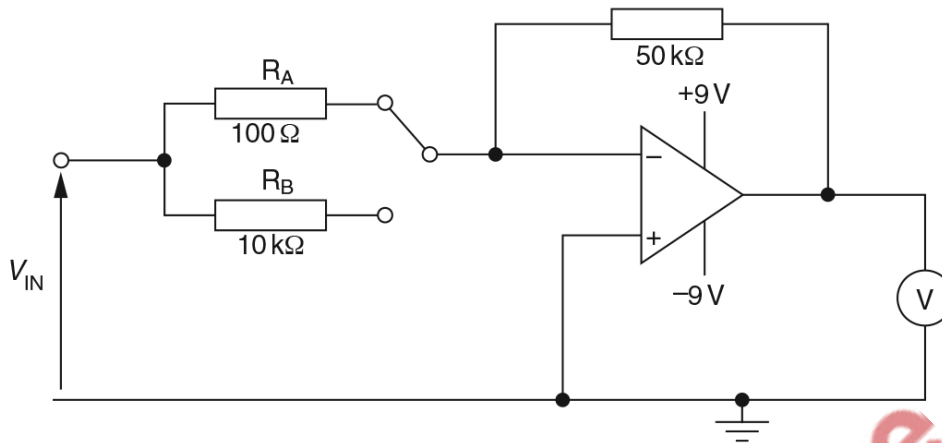 50 kΩ
R_A
100 Ω
+9 V
−
R_B
10 kΩ
+
V_IN
−9 V
V
e